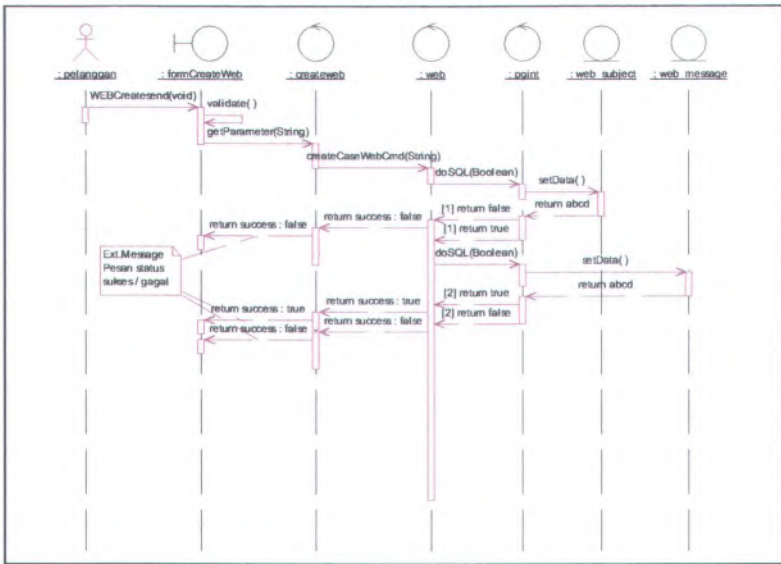 : pelanggan
: formCreateWeb
: createweb
: web
: pgint
: web_subject
: web_message
WEBCreatesend(void)
validate( )
getParameter(String)
createCaseWebCmd(String)
doSQL(Boolean)
setData( )
return abcd
[1] return false
return success : false
[1] return true
Ext.Message
Pesan status
sukses / gagal
doSQL(Boolean)
setData( )
return abcd
[2] return true
return success : true
return success : true
[2] return false
return success : false
return success : false